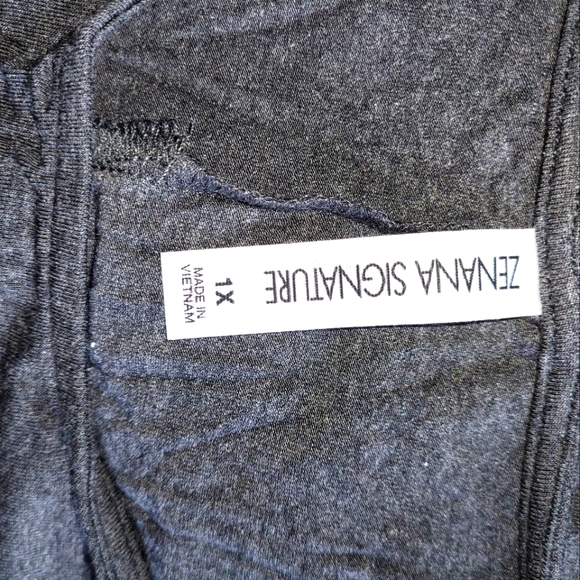 ZENANA SIGNATURE
1X
MADE IN
VIETNAM